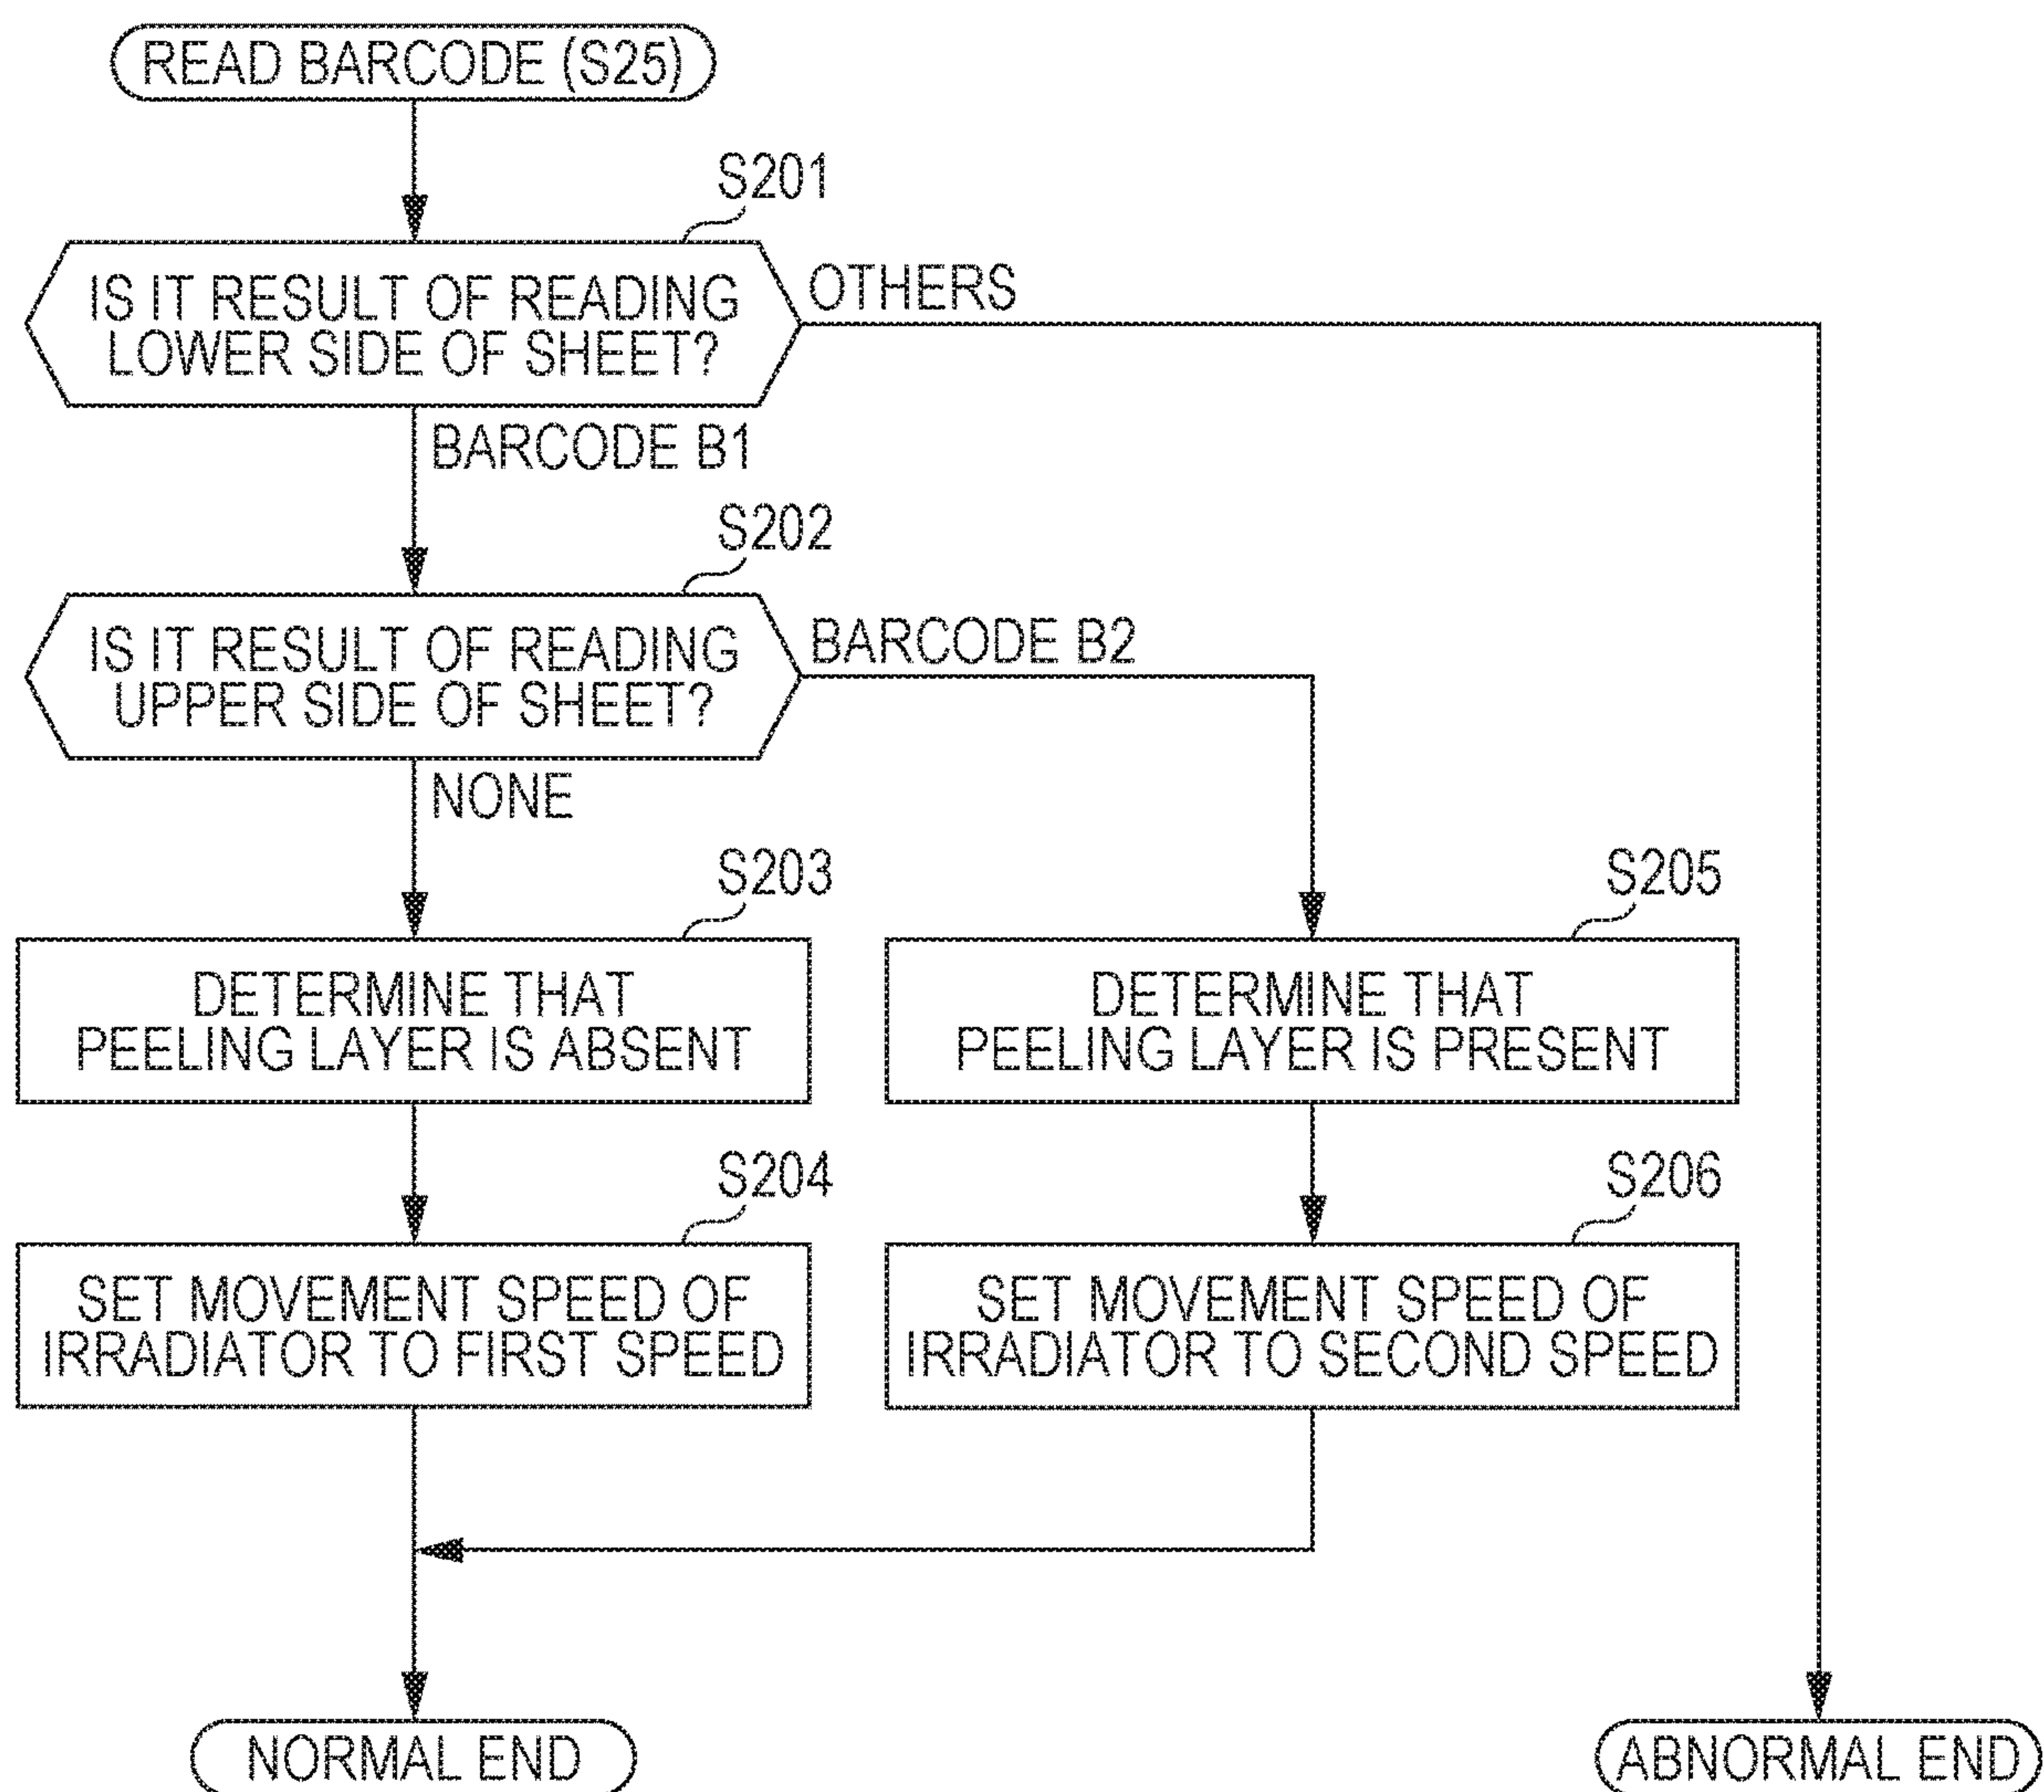 READ BARCODE (S25)
S201
IS IT RESULT OF READING
LOWER SIDE OF SHEET?
OTHERS
BARCODE B1
S202
IS IT RESULT OF READING
UPPER SIDE OF SHEET?
BARCODE B2
NONE
S203
DETERMINE THAT
PEELING LAYER IS ABSENT
S205
DETERMINE THAT
PEELING LAYER IS PRESENT
S204
SET MOVEMENT SPEED OF
IRRADIATOR TO FIRST SPEED
S206
SET MOVEMENT SPEED OF
IRRADIATOR TO SECOND SPEED
NORMAL END
ABNORMAL END